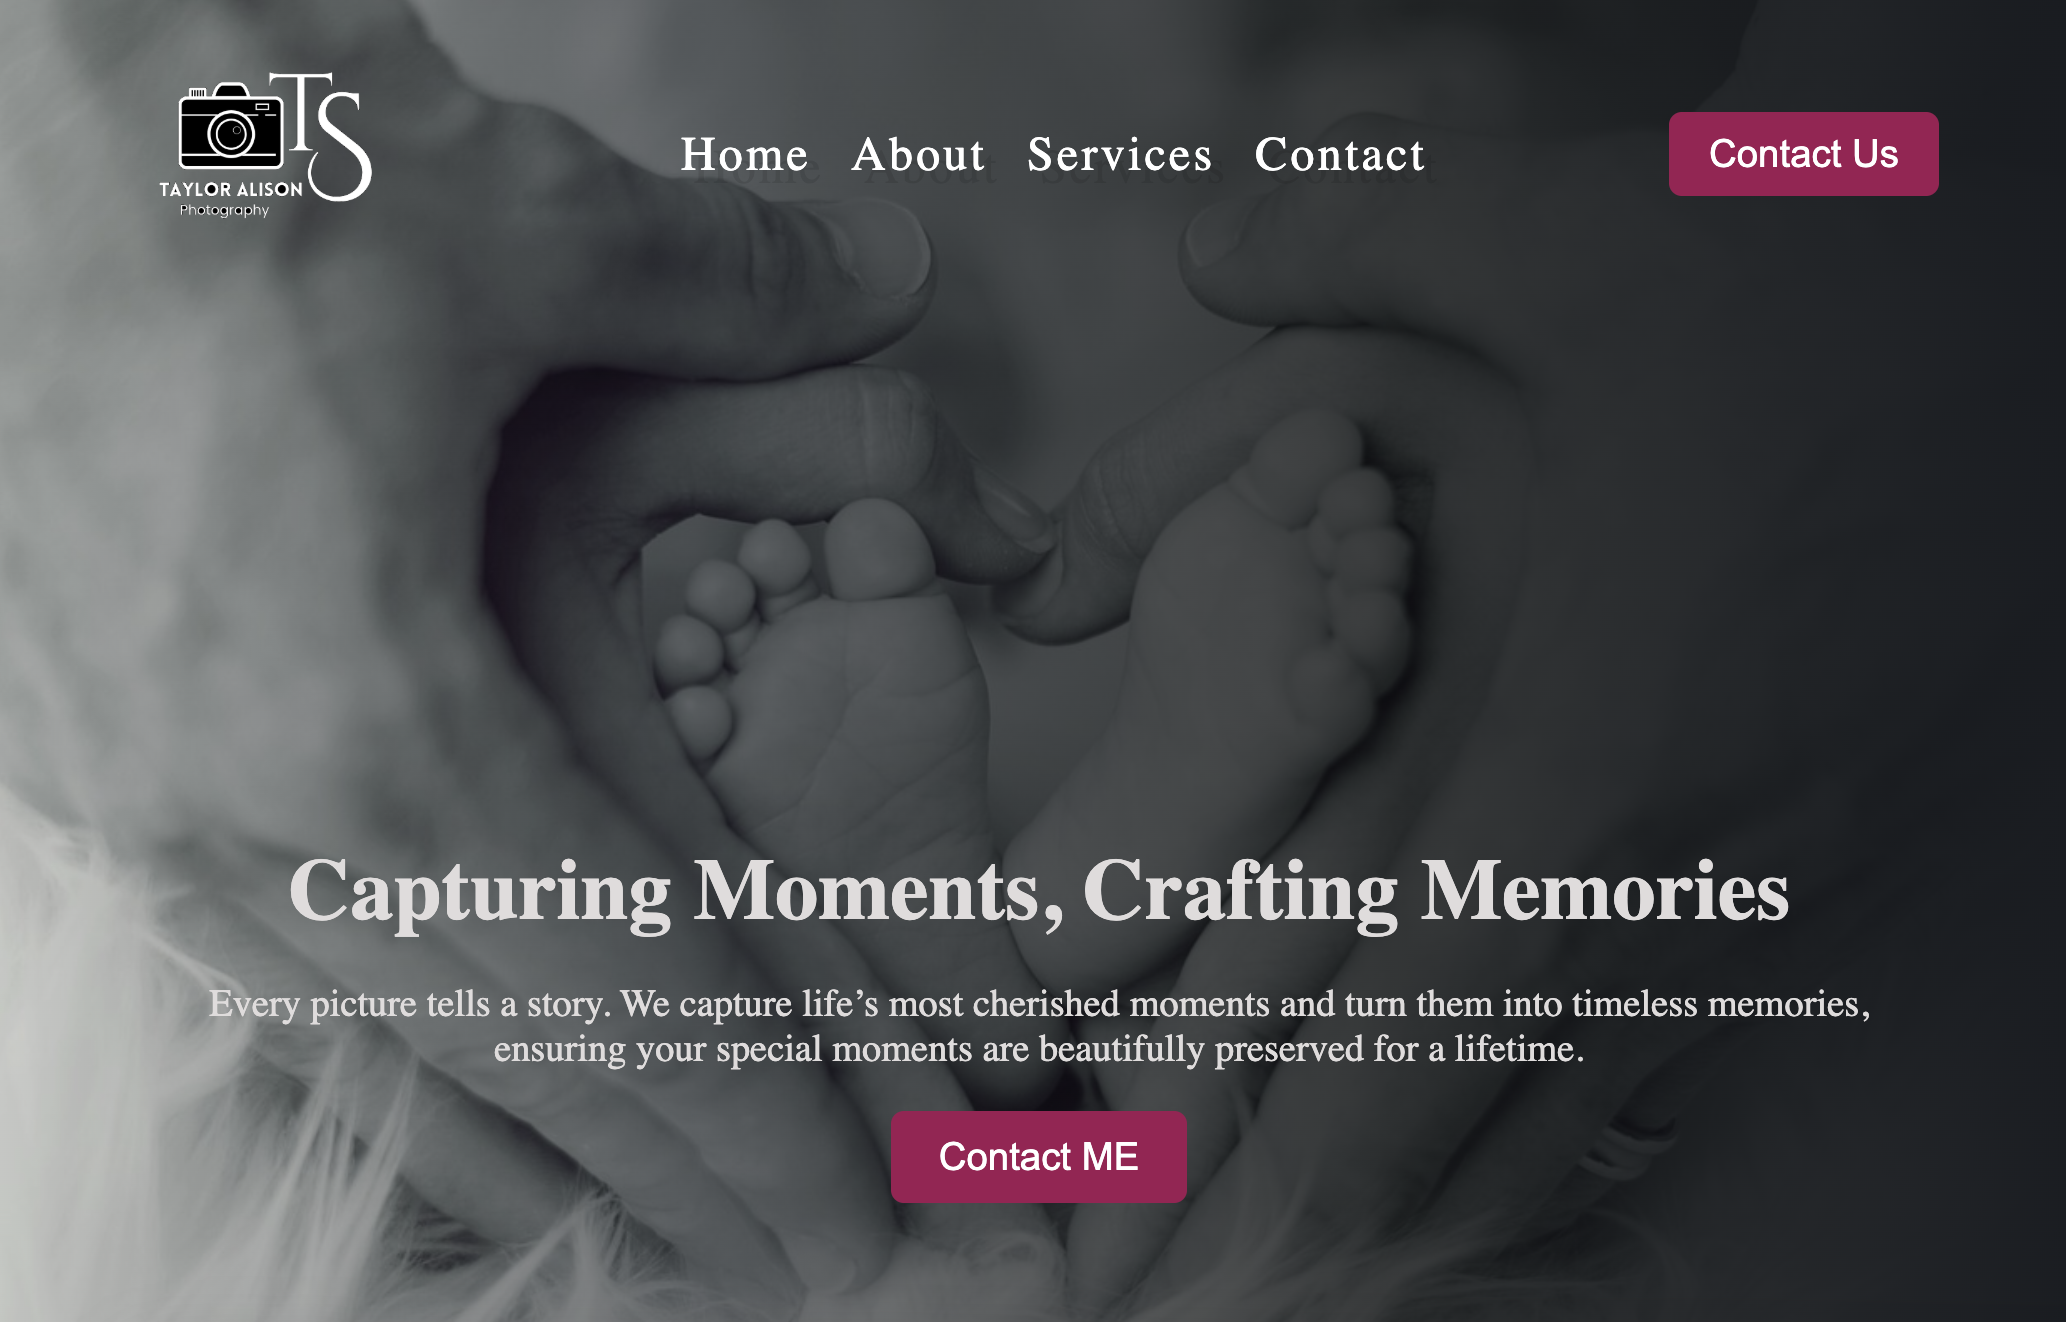 TS
TAYLOR ALISON
Photography
Home About Services Contact
Contact Us
Capturing Moments, Crafting Memories
Every picture tells a story. We capture life’s most cherished moments and turn them into timeless memories,
ensuring your special moments are beautifully preserved for a lifetime.
Contact ME